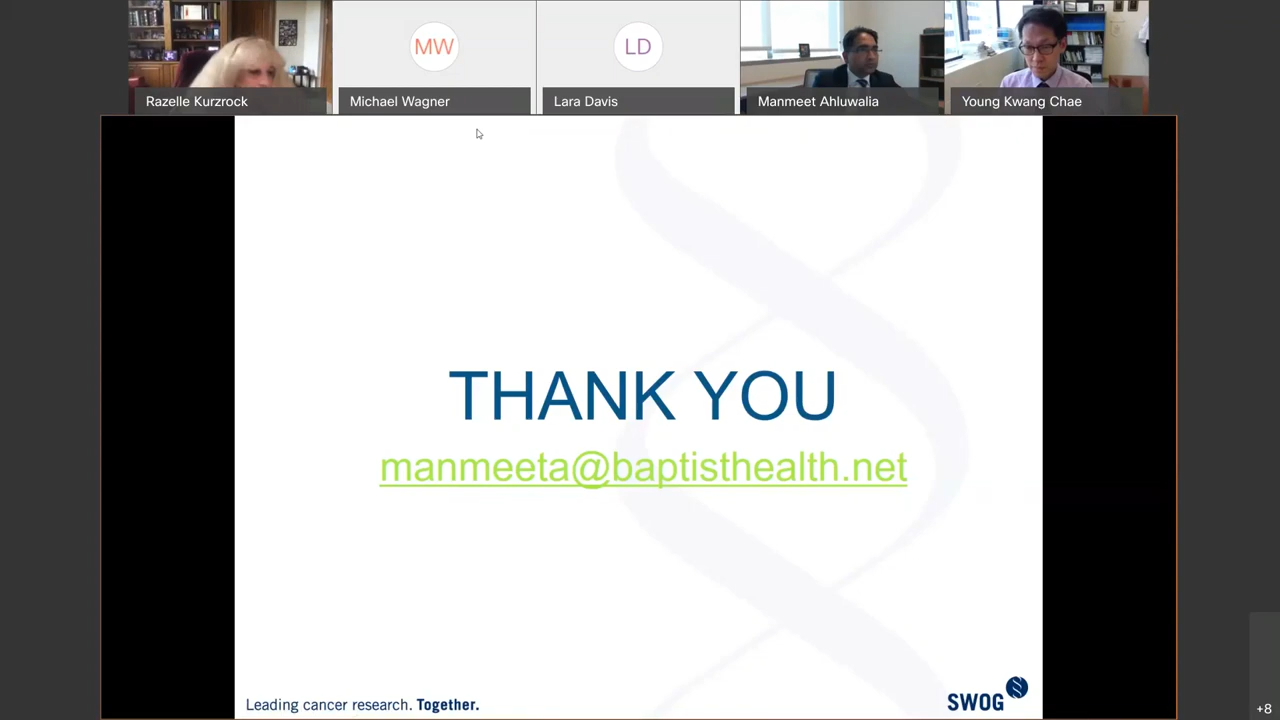 MW
LD
Razelle Kurzrock
Michael Wagner
Lara Davis
Manmeet Ahluwalia
Young Kwang Chae
THANK YOU
manmeeta@baptisthealth.net
Leading cancer research. Together.
SWOG
+8